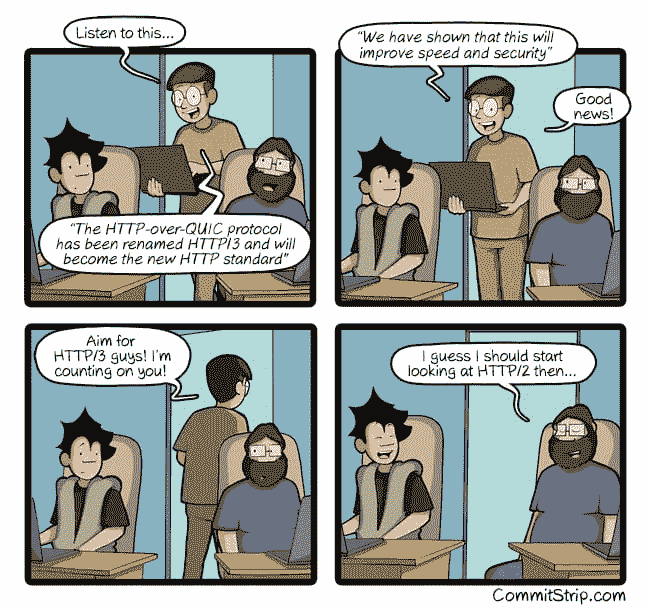 Listen to this...
"The HTTP-over-QUIC protocol
has been renamed HTTP/3 and will
become the new HTTP standard"
"We have shown that this will
improve speed and security"
Good
news!
Aim for
HTTP/3 guys! I'm
counting on you!
I guess I should start
looking at HTTP/2 then...
CommitStrip.com